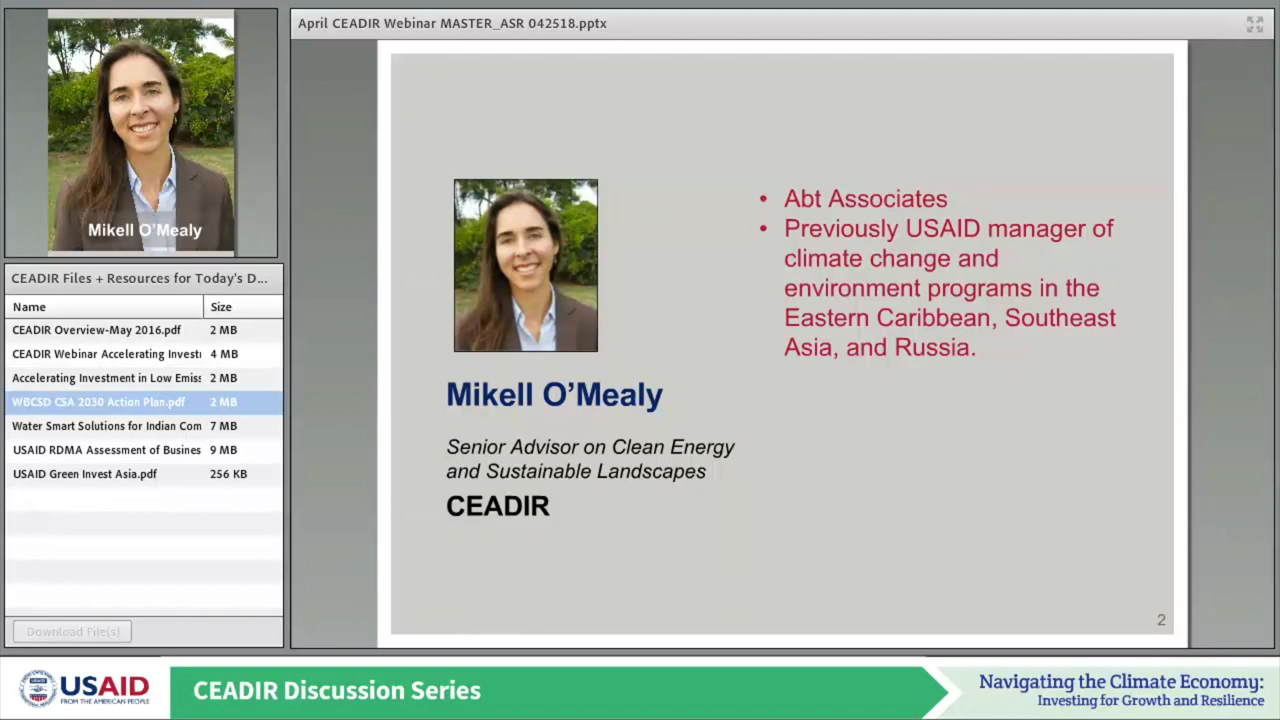 April CEADIR Webinar MASTER_ASR 042518.pptx
Mikell O’Mealy
CEADIR Files + Resources for Today's D...
Name Size
CEADIR Overview-May 2016.pdf 2 MB
CEADIR Webinar Accelerating Investı 4 MB
Accelerating Investment in Low Emiss 2 MB
WBCSD CSA 2030 Action Plan.pdf 2 MB
Water Smart Solutions for Indian Com 7 MB
USAID RDMA Assessment of Busines 9 MB
USAID Green Invest Asia.pdf 256 KB
Download File(s)
• Abt Associates
• Previously USAID manager of
climate change and
environment programs in the
Eastern Caribbean, Southeast
Asia, and Russia.
Mikell O’Mealy
Senior Advisor on Clean Energy
and Sustainable Landscapes
CEADIR
2
USAID
FROM THE AMERICAN PEOPLE
CEADIR Discussion Series
Navigating the Climate Economy:
Investing for Growth and Resilience